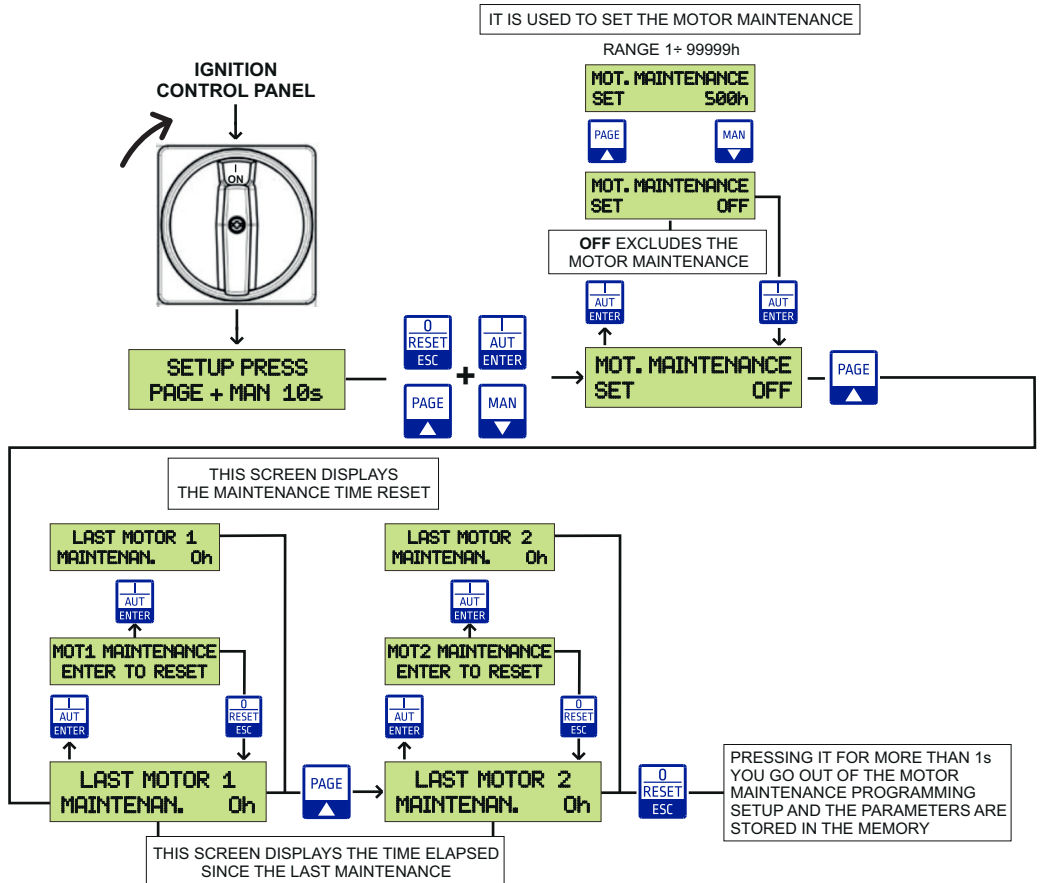 IT IS USED TO SET THE MOTOR MAINTENANCE
RANGE 1÷ 99999h
MOT. MAINTENANCE
SET 500h
PAGE
MAN
IGNITION
CONTROL PANEL
I
ON
MOT. MAINTENANCE
SET OFF
OFF EXCLUDES THE
MOTOR MAINTENANCE
I
AUT
ENTER
I
AUT
ENTER
SETUP PRESS
PAGE + MAN 10s
0
RESET
ESC
+
I
AUT
ENTER
PAGE
MAN
MOT. MAINTENANCE
SET OFF
PAGE
THIS SCREEN DISPLAYS
THE MAINTENANCE TIME RESET
LAST MOTOR 1
MAINTENAN. 0h
I
AUT
ENTER
MOT1 MAINTENANCE
ENTER TO RESET
I
AUT
ENTER
0
RESET
ESC
LAST MOTOR 1
MAINTENAN. 0h
PAGE
LAST MOTOR 2
MAINTENAN. 0h
I
AUT
ENTER
MOT2 MAINTENANCE
ENTER TO RESET
I
AUT
ENTER
0
RESET
ESC
LAST MOTOR 2
MAINTENAN. 0h
0
RESET
ESC
PRESSING IT FOR MORE THAN 1s
YOU GO OUT OF THE MOTOR
MAINTENANCE PROGRAMMING
SETUP AND THE PARAMETERS ARE
STORED IN THE MEMORY
THIS SCREEN DISPLAYS THE TIME ELAPSED
SINCE THE LAST MAINTENANCE